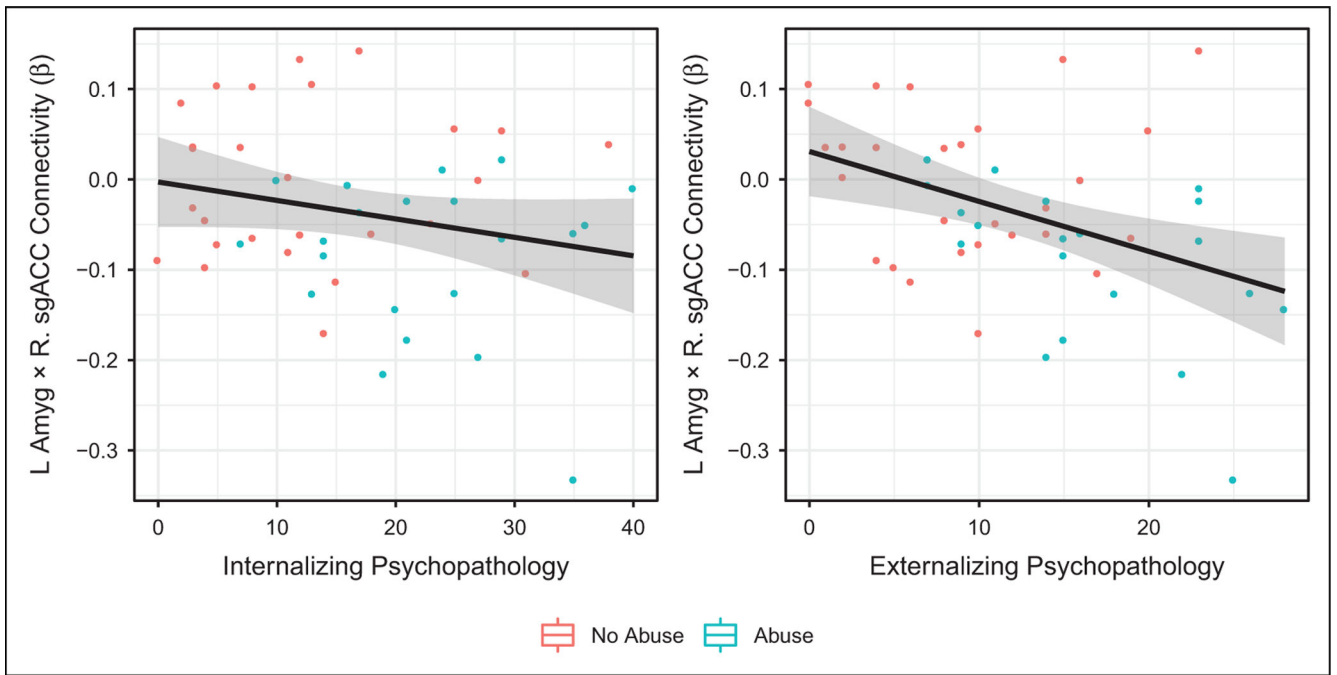 L Amyg × R. sgACC Connectivity (β)
0.1
0.0
−0.1
−0.2
−0.3
0 10 20 30 40
Internalizing Psychopathology
L Amyg × R. sgACC Connectivity (β)
0.1
0.0
−0.1
−0.2
−0.3
0 10 20
Externalizing Psychopathology
No Abuse Abuse